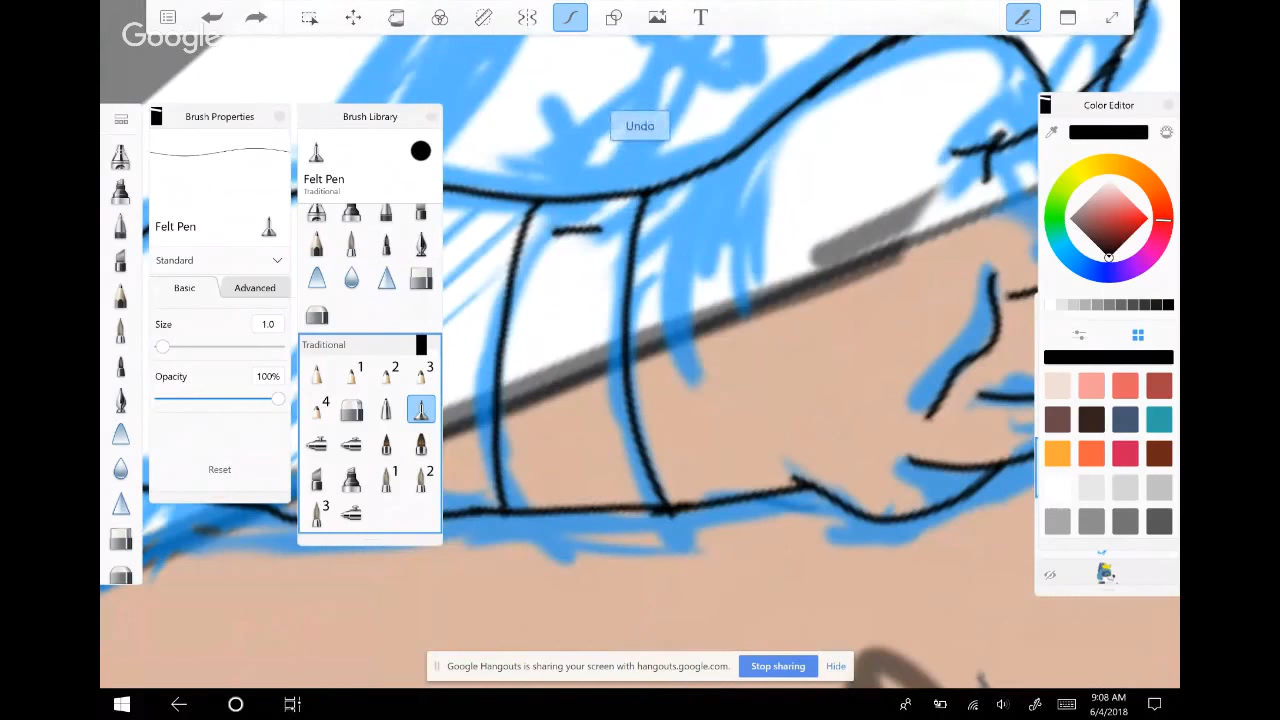 Google
T
Brush Properties
Brush Library
Undo
Color Editor
Felt Pen
Traditional
Felt Pen
Standard
Basic
Advanced
Size
1.0
Traditional
1
2
3
Opacity
100%
4
Reset
1
2
3
Google Hangouts is sharing your screen with hangouts.google.com.
Stop sharing
Hide
9:08 AM
6/4/2018